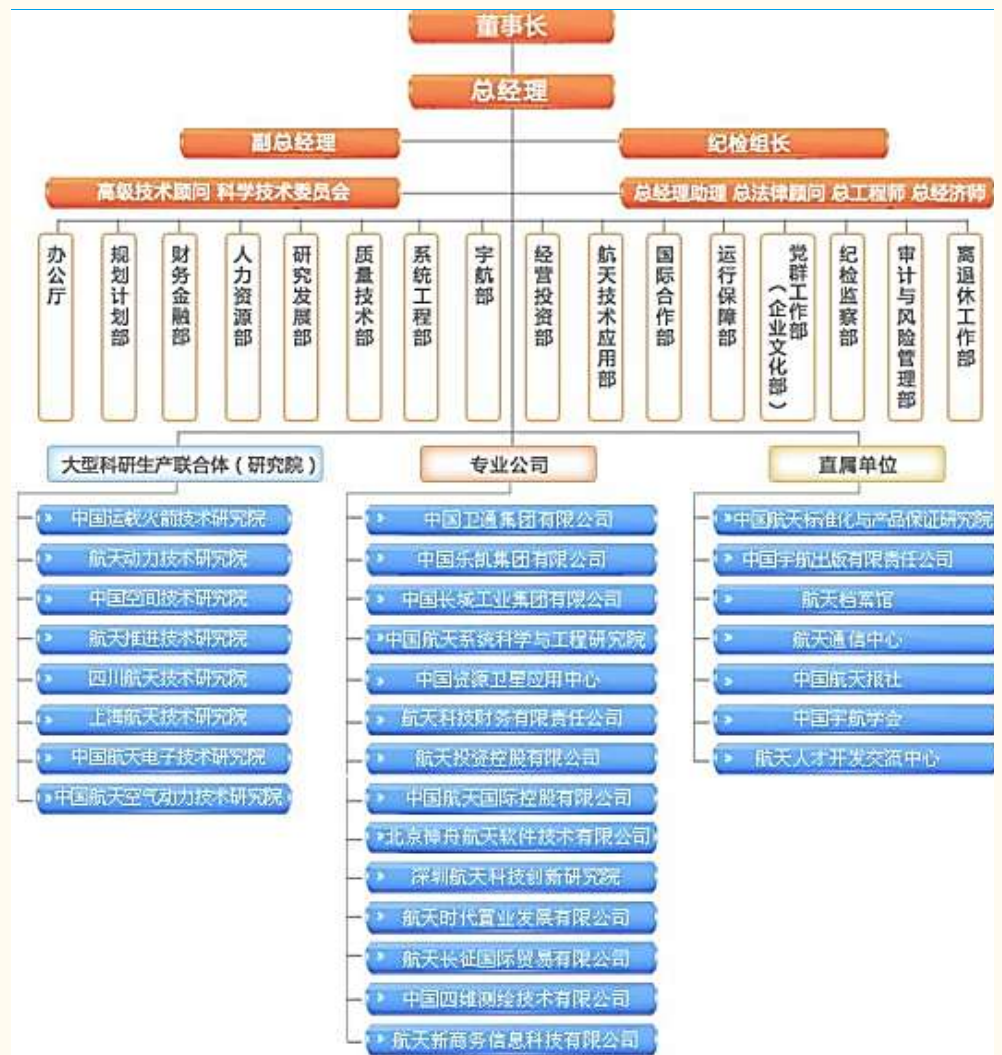 董事长
总经理
副总经理
纪检组长
高级技术顾问 科学技术委员会
总经理助理 总法律顾问 总工程师 总经济师
办公厅
规划计划部
财务金融部
人力资源部
研究发展部
质量技术部
系统工程部
宇航部
经营投资部
航天技术应用部
国际合作部
运行保障部
党群工作部
（企业文化部）
纪检监察部
审计与风险管理部
离退休工作部
大型科研生产联合体（研究院）
中国运载火箭技术研究院
航天动力技术研究院
中国空间技术研究院
航天推进技术研究院
四川航天技术研究院
上海航天技术研究院
中国航天电子技术研究院
中国航天空气动力技术研究院
专业公司
中国卫通集团有限公司
中国乐凯集团有限公司
中国长城工业集团有限公司
中国航天系统科学与工程研究院
中国资源卫星应用中心
航天科技财务有限责任公司
航天投资控股有限公司
中国航天国际控股有限公司
北京神舟航天软件技术有限公司
深圳航天科技创新研究院
航天时代置业发展有限公司
航天长征国际贸易有限公司
中国四维测绘技术有限公司
航天新商务信息科技有限公司
直属单位
中国航天标准化与产品保证研究院
中国宇航出版有限责任公司
航天档案馆
航天通信中心
中国航天报社
中国宇航学会
航天人才开发交流中心